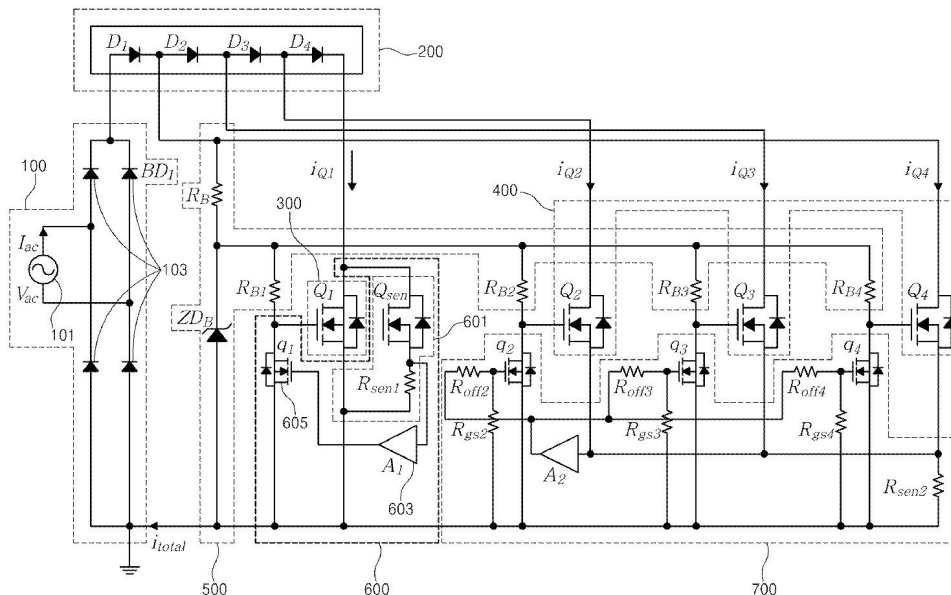 D1 D2 D3 D4
200
100
BD1
RB
iQ1
iQ2
iQ3
iQ4
400
300
Iac
103
Vac
101
RB1
Q1
Qsen
RB2
Q2
RB3
Q3
RB4
Q4
ZDB
601
q1
q2
q3
q4
Rsen1
Roff2
Roff3
Roff4
605
Rgs2
Rgs3
Rgs4
A1
A2
Rsen2
603
itotal
500
600
700